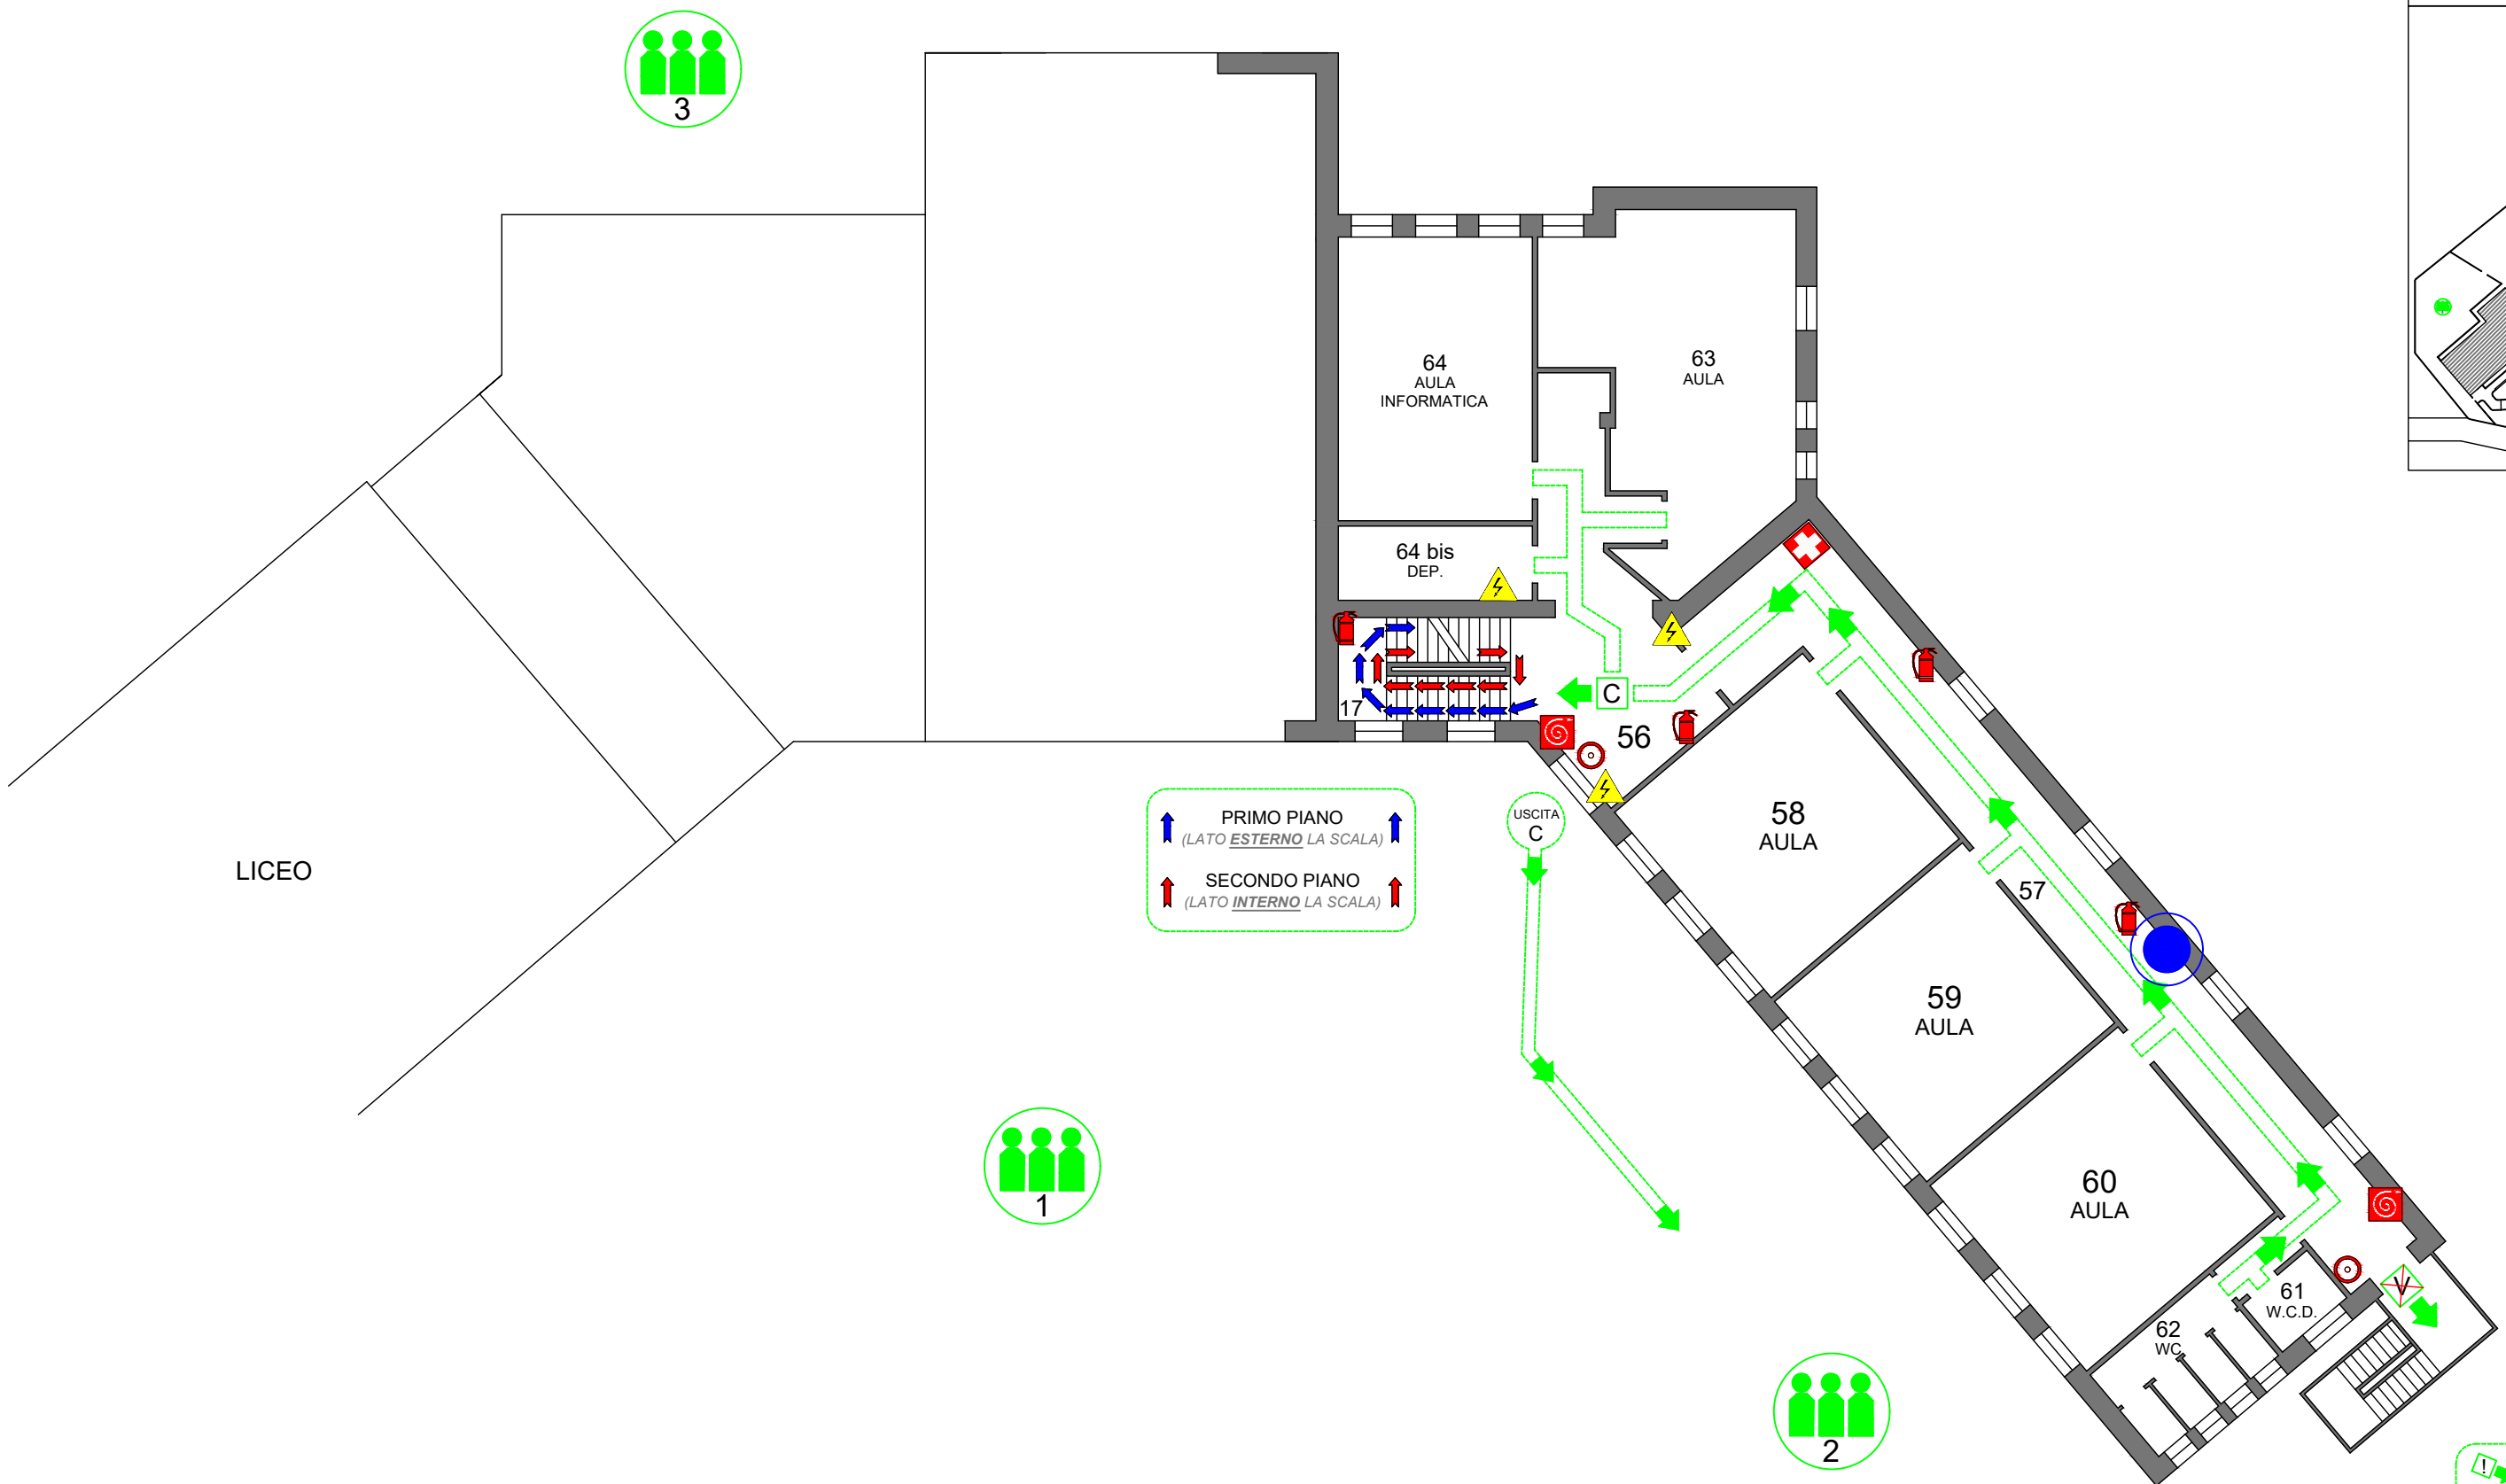 3
64
AULA
INFORMATICA
63
AULA
64 bis
DEP.
C
17
56
PRIMO PIANO
(LATO ESTERNO LA SCALA)
SECONDO PIANO
(LATO INTERNO LA SCALA)
USCITA
C
58
AULA
LICEO
57
59
AULA
1
60
AULA
61
W.C.D.
V
62
WC
2
!